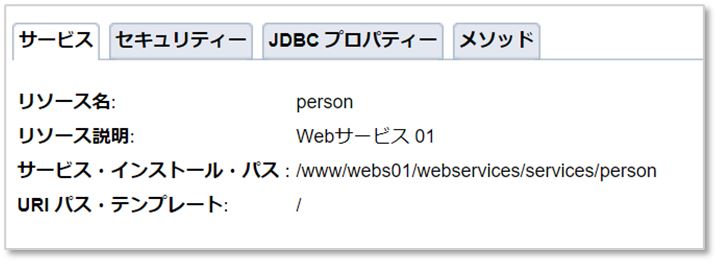 サービス セキュリティー JDBC プロパティー メソッド
リソース名: person
リソース説明: Webサービス 01
サービス・インストール・パス : /www/webs01/webservices/services/person
URI パス・テンプレート: /